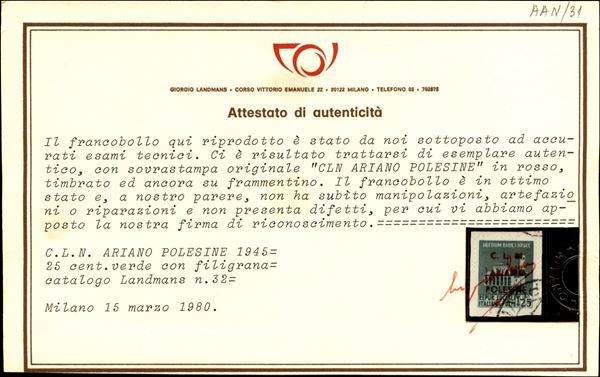 AAN/31
GIORGIO LANDMANS • CORSO VITTORIO EMANUELE 22 • 20122 MILANO • TELEFONO 02 • 792875
Attestato di autenticità
Il francobollo qui riprodotto è stato da noi sottoposto ad accu-
rati esami tecnici. Ci è risultato trattarsi di esemplare auten-
tico, con sovrastampa originale "CLN ARIANO POLESINE" in rosso,
timbrato ed ancora su frammentino. Il francobollo è in ottimo
stato e, a nostro parere, non ha subìto manipolazioni, artefazio
ni o riparazioni e non presenta difetti, per cui vi abbiamo ap-
posto la nostra firma di riconoscimento.==========================
C.L.N. ARIANO POLESINE 1945=
25 cent.verde con filigrana=
catalogo Landmans n.32=
Milano 15 marzo 1980.
C. L. N.
ARIANO
POLESINE
25